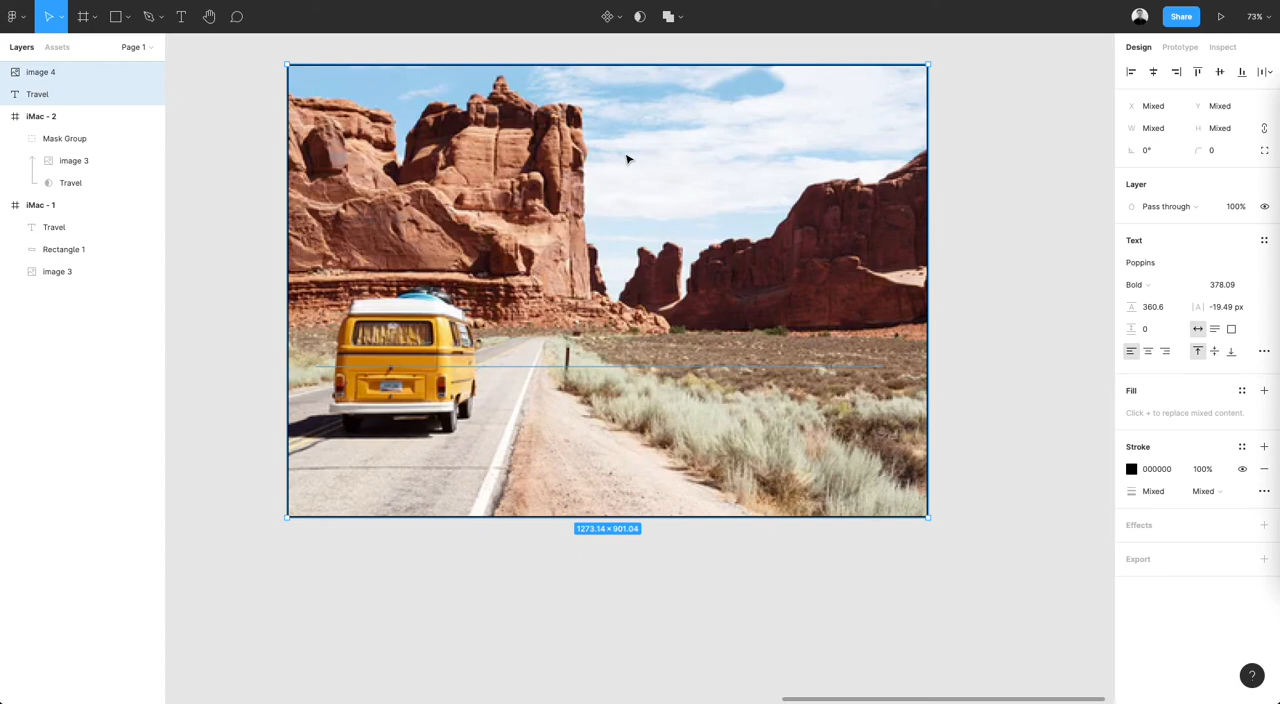 Share
73%
Layers
Assets
Page 1
Design
Prototype
Inspect
image 4
Travel
iMac - 2
Mask Group
image 3
Travel
iMac - 1
Travel
Rectangle 1
image 3
1273.14 × 901.04
X Mixed Y Mixed
W Mixed H Mixed
0° 0
Layer
Pass through 100%
Text
Poppins
Bold 378.09
A 360.6 |A| -19.49 px
0
Fill
Click + to replace mixed content.
Stroke
000000 100%
Mixed Mixed
Effects
Export
?